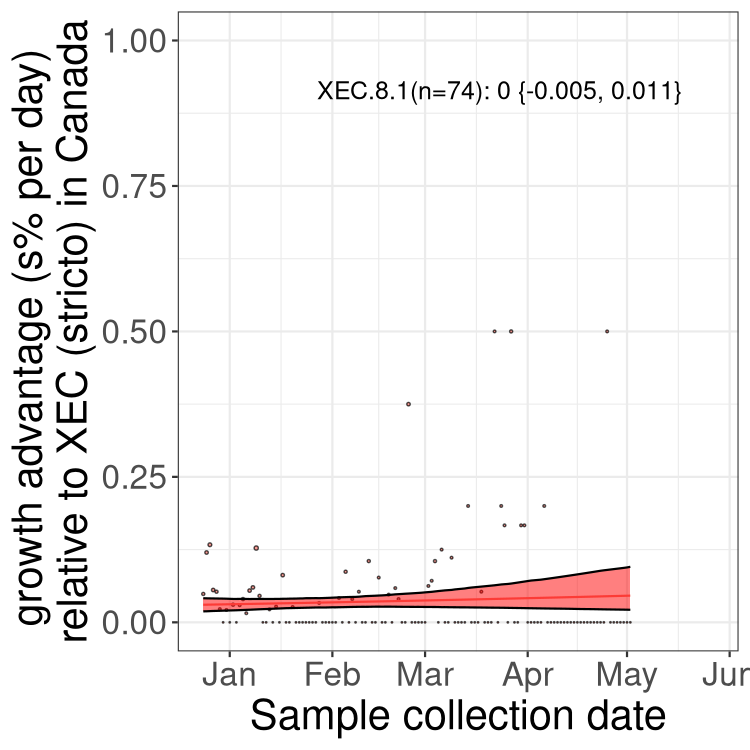 growth advantage (s% per day)
relative to XEC (stricto) in Canada
1.00
0.75
0.50
0.25
0.00
XEC.8.1(n=74): 0 {-0.005, 0.011}
Jan Feb Mar Apr May Jur
Sample collection date